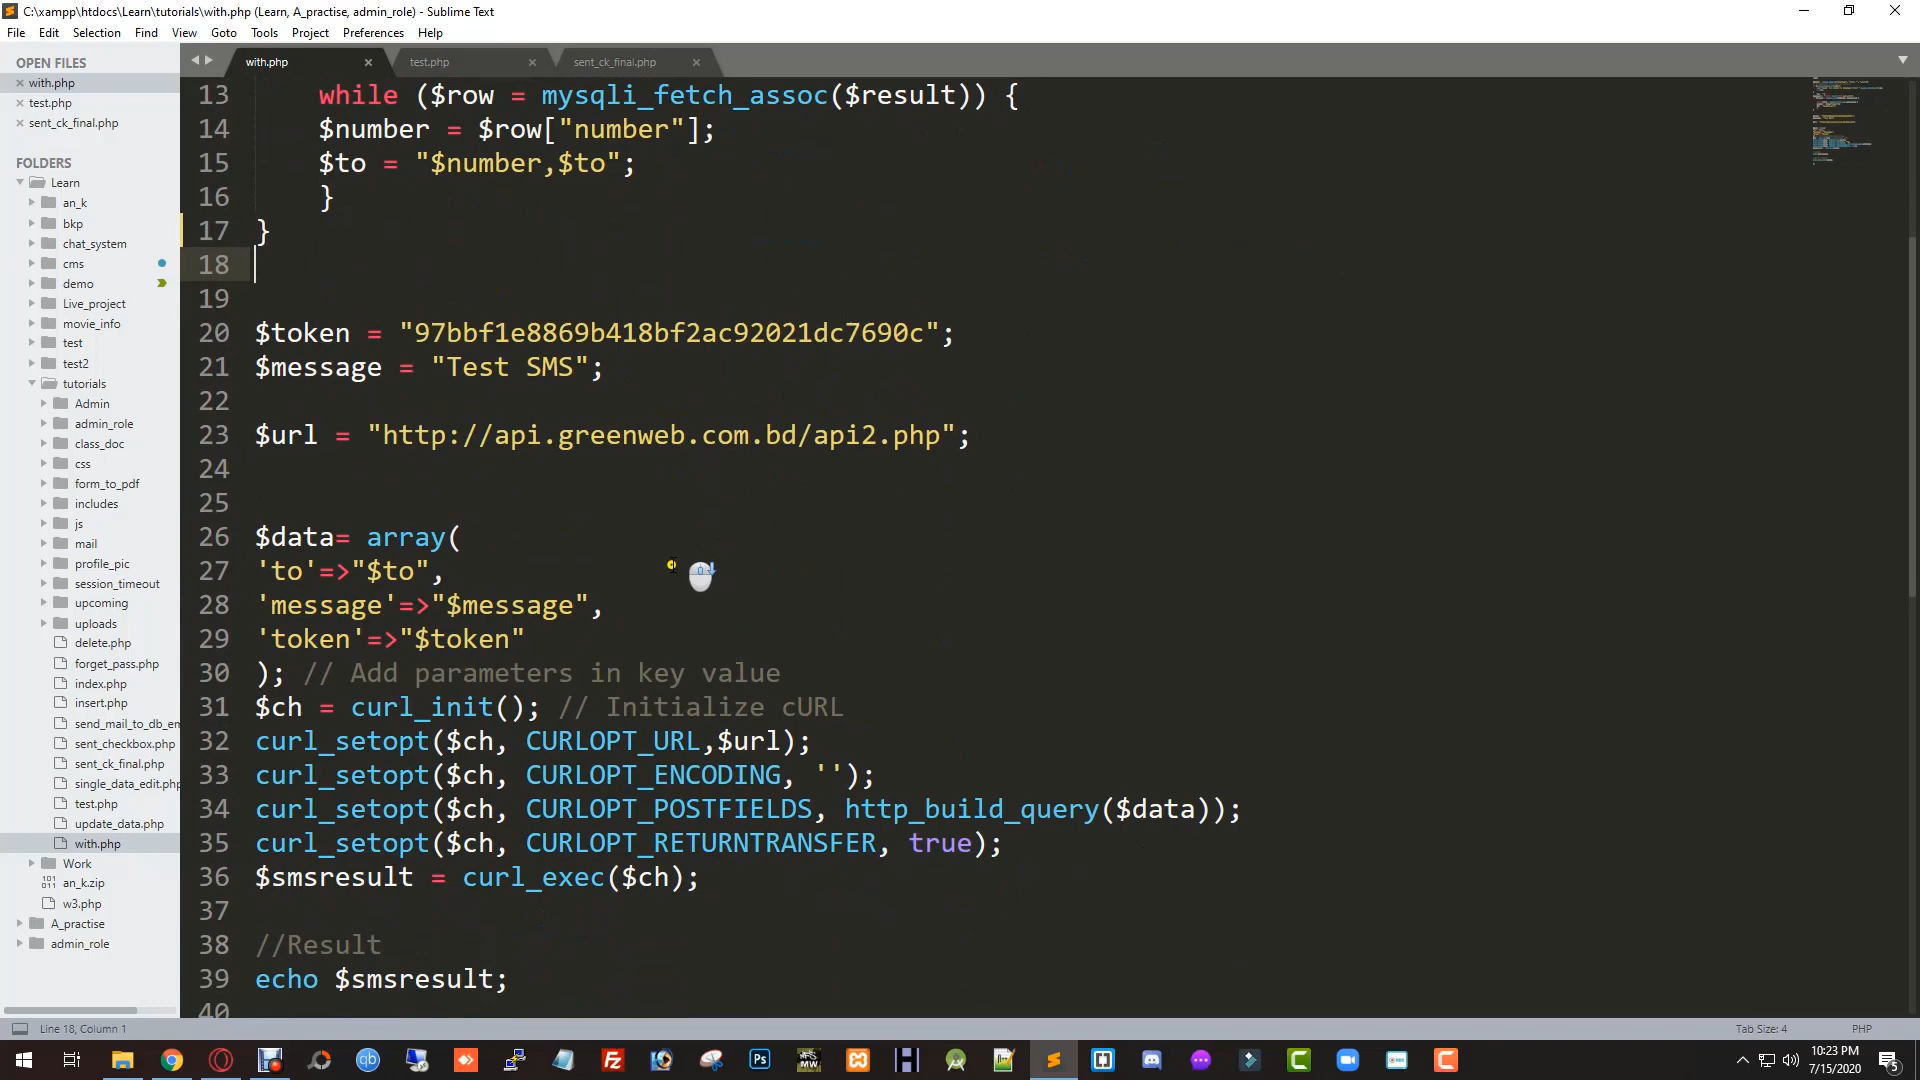 C:\xampp\htdocs\Learn\tutorials\with.php (Learn, A_practise, admin_role) - Sublime Text
File Edit Selection Find View Goto Tools Project Preferences Help
OPEN FILES
with.php
test.php
sent_ck_final.php
FOLDERS
Learn
an_k
bkp
chat_system
cms
demo
Live_project
movie_info
test
test2
tutorials
Admin
admin_role
class_doc
css
form_to_pdf
includes
js
mail
profile_pic
session_timeout
upcoming
uploads
delete.php
forget_pass.php
index.php
insert.php
send_mail_to_db_em
sent_checkbox.php
sent_ck_final.php
single_data_edit.php
test.php
update_data.php
with.php
Work
an_k.zip
w3.php
A_practise
admin_role
with.php test.php sent_ck_final.php
13 while ($row = mysqli_fetch_assoc($result)) {
14 $number = $row["number"];
15 $to = "$number,$to";
16 }
17 }
18
19
20 $token = "97bbf1e8869b418bf2ac92021dc7690c";
21 $message = "Test SMS";
22
23 $url = "http://api.greenweb.com.bd/api2.php";
24
25
26 $data= array(
27 'to'=>"$to",
28 'message'=>"$message",
29 'token'=>"$token"
30 ); // Add parameters in key value
31 $ch = curl_init(); // Initialize cURL
32 curl_setopt($ch, CURLOPT_URL,$url);
33 curl_setopt($ch, CURLOPT_ENCODING, '');
34 curl_setopt($ch, CURLOPT_POSTFIELDS, http_build_query($data));
35 curl_setopt($ch, CURLOPT_RETURNTRANSFER, true);
36 $smsresult = curl_exec($ch);
37
38 //Result
39 echo $smsresult;
40
Line 18, Column 1 Tab Size: 4 PHP
qb Fz Ps MW
10:23 PM
7/15/2020
5